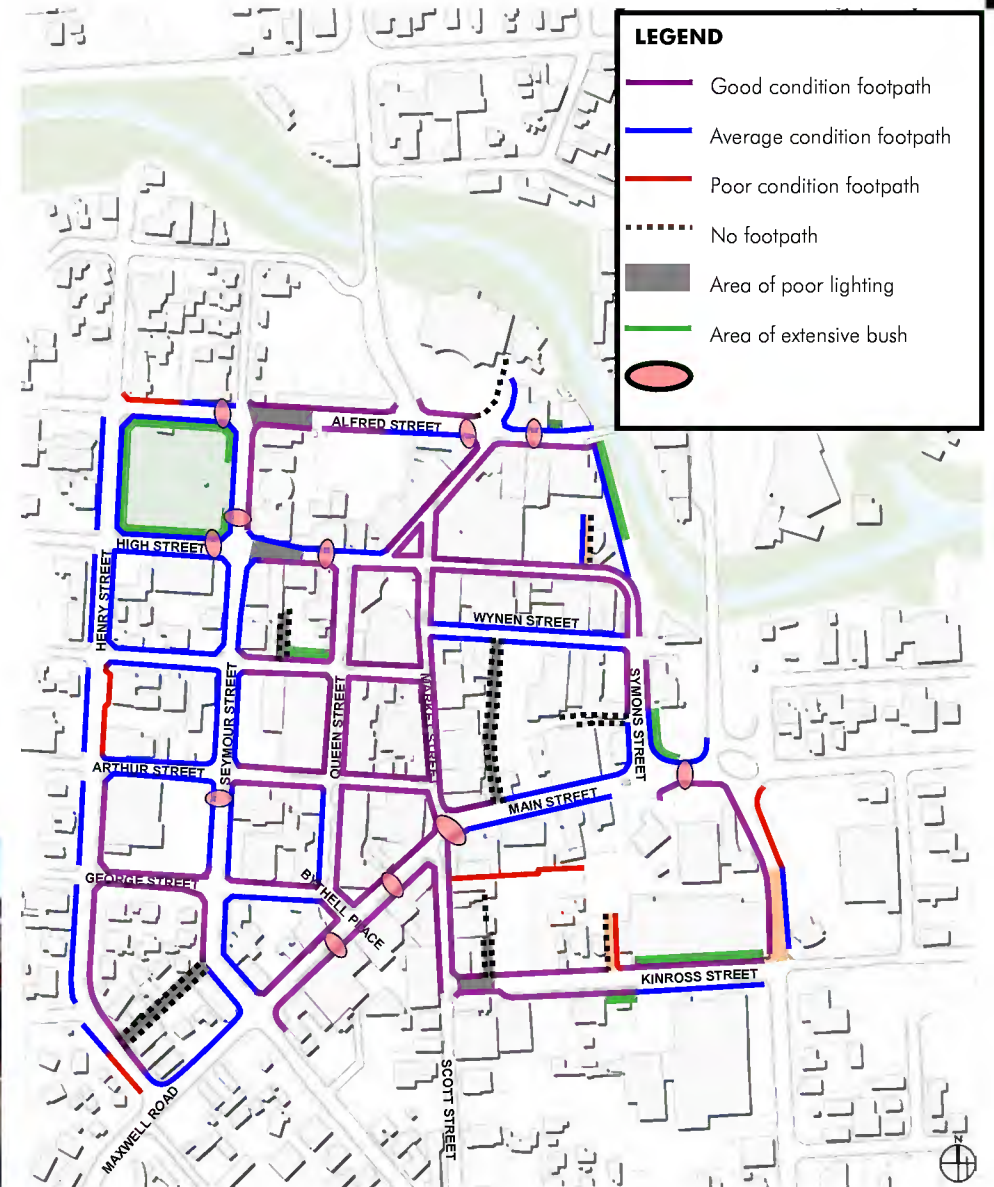 LEGEND
Good condition footpath
Average condition footpath
Poor condition footpath
No footpath
Area of poor lighting
Area of extensive bush
ALFRED STREET
HIGH STREET
HENRY STREET
WYNEN STREET
SEYMOUR STREET
QUEEN STREET
MARKET STREET
SYMONS STREET
ARTHUR STREET
MAIN STREET
GEORGE STREET
BYTHELL PLACE
KINROSS STREET
SCOTT STREET
MAXWELL ROAD
N